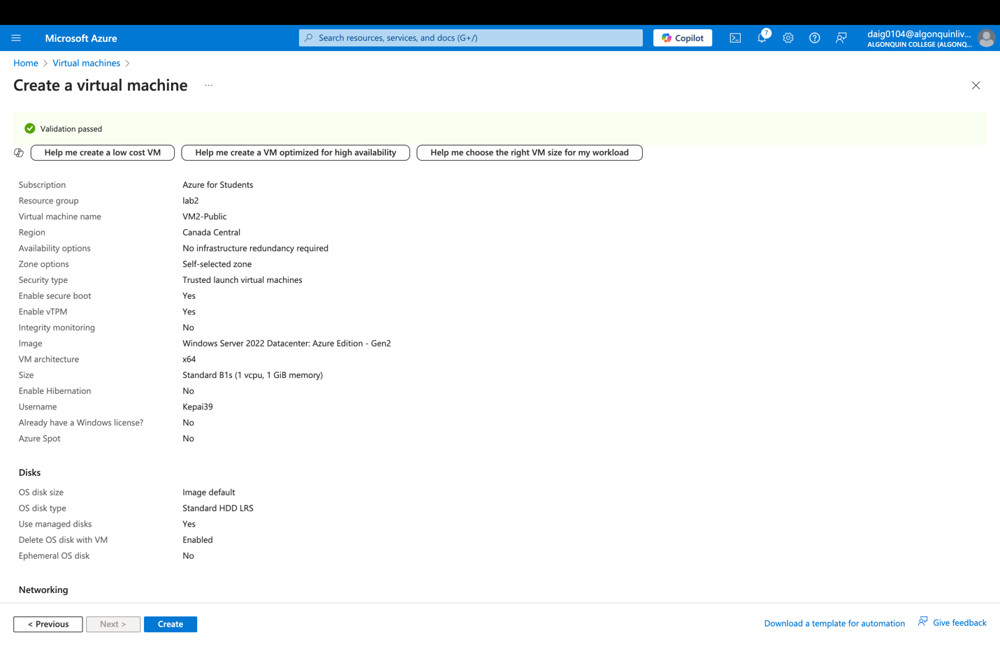 Microsoft Azure
Search resources, services, and docs (G+/)
Copilot
7
daig0104@algonquinliv...
ALGONQUIN COLLEGE (ALGONQ...
Home > Virtual machines >
Create a virtual machine ...
Validation passed
Help me create a low cost VM
Help me create a VM optimized for high availability
Help me choose the right VM size for my workload
Subscription Azure for Students
Resource group lab2
Virtual machine name VM2-Public
Region Canada Central
Availability options No infrastructure redundancy required
Zone options Self-selected zone
Security type Trusted launch virtual machines
Enable secure boot Yes
Enable vTPM Yes
Integrity monitoring No
Image Windows Server 2022 Datacenter: Azure Edition - Gen2
VM architecture x64
Size Standard B1s (1 vcpu, 1 GiB memory)
Enable Hibernation No
Username Kepai39
Already have a Windows license? No
Azure Spot No
Disks
OS disk size Image default
OS disk type Standard HDD LRS
Use managed disks Yes
Delete OS disk with VM Enabled
Ephemeral OS disk No
Networking
< Previous
Next >
Create
Download a template for automation
Give feedback